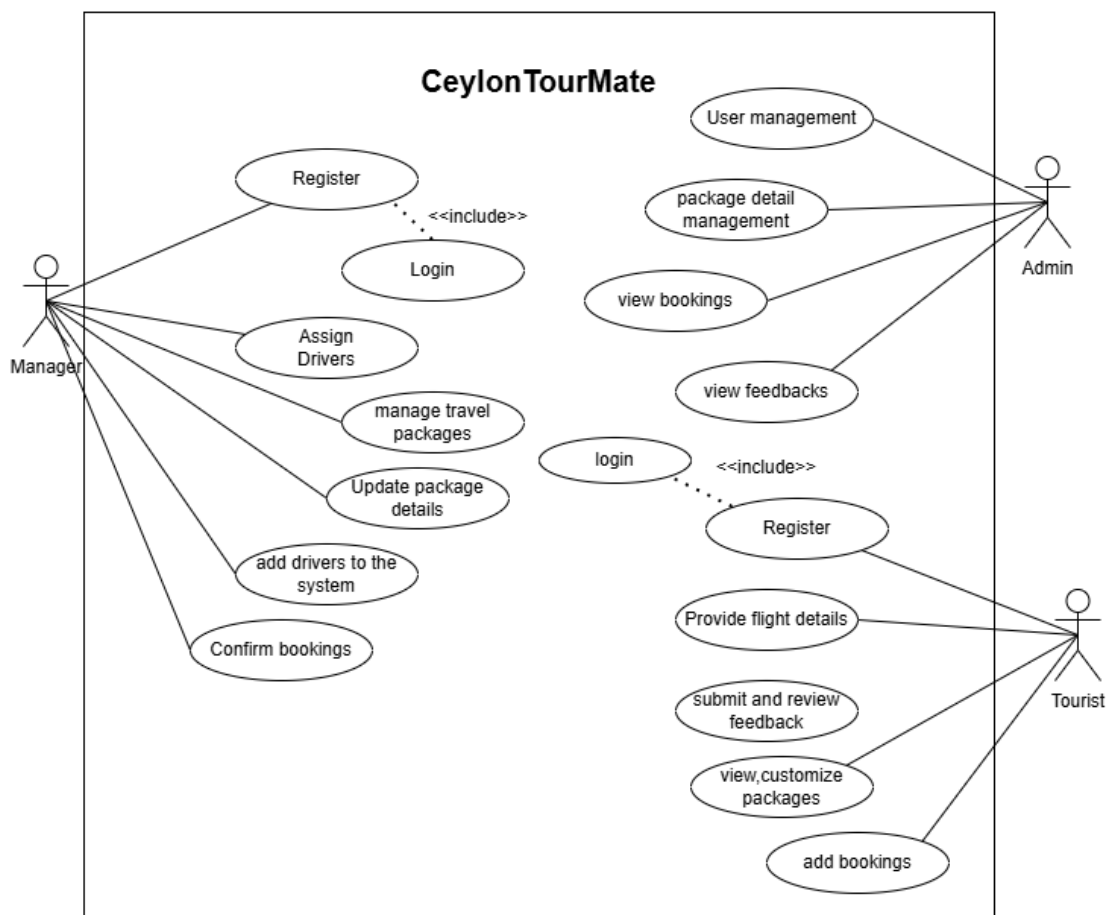 CeylonTourMate
User management
Register
<<include>>
package detail
management
Login
Admin
view bookings
Manager
Assign
Drivers
view feedbacks
manage travel
packages
login
<<include>>
Update package
details
Register
add drivers to the
system
Provide flight details
Confirm bookings
submit and review
feedback
Tourist
view,customize
packages
add bookings